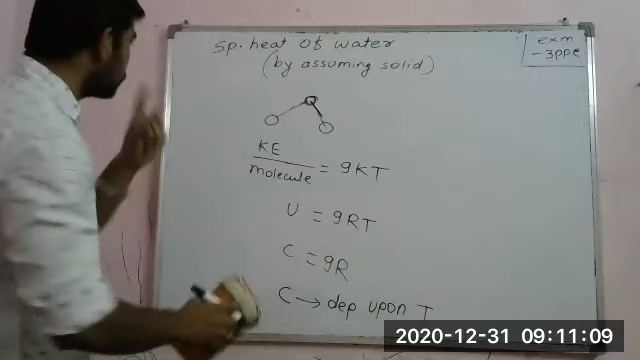 sp. heat of water
(by assuming solid)
exm
-3ppe
KE
molecule = 9KT
U = 9RT
C = 9R
C → dep upon T
2020-12-31 09:11:09